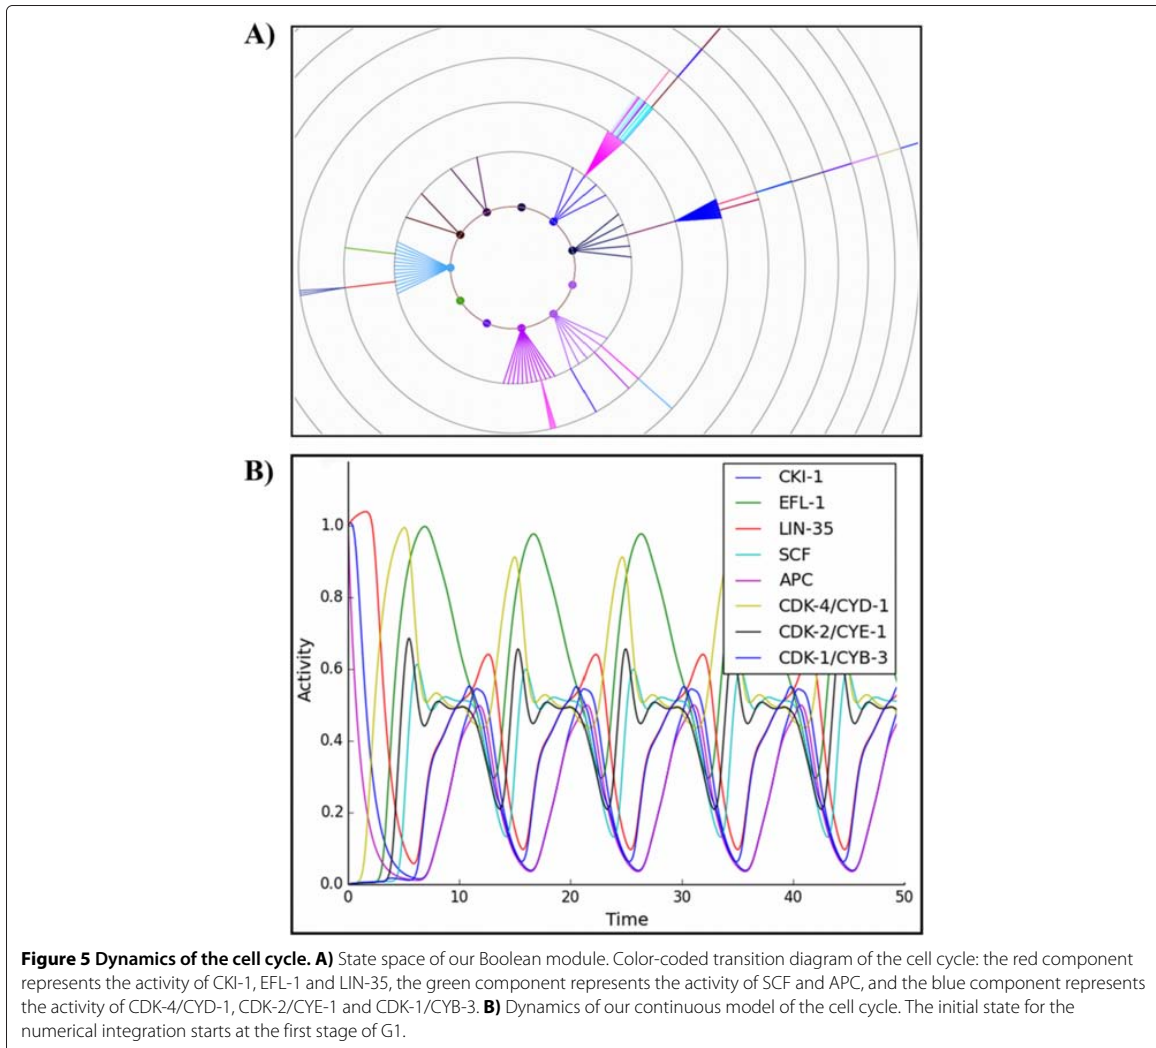 A)
B)
CKI-1
EFL-1
LIN-35
SCF
APC
CDK-4/CYD-1
CDK-2/CYE-1
CDK-1/CYB-3
1.0
0.8
0.6
0.4
0.2
0.0
Activity
0 10 20 30 40 50
Time
Figure 5 Dynamics of the cell cycle. A) State space of our Boolean module. Color-coded transition diagram of the cell cycle: the red component
represents the activity of CKI-1, EFL-1 and LIN-35, the green component represents the activity of SCF and APC, and the blue component represents
the activity of CDK-4/CYD-1, CDK-2/CYE-1 and CDK-1/CYB-3. B) Dynamics of our continuous model of the cell cycle. The initial state for the
numerical integration starts at the first stage of G1.